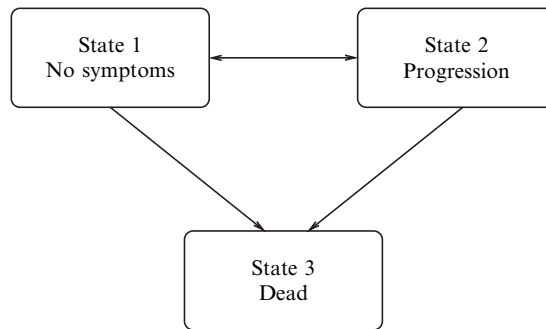 State 1
No symptoms
State 2
Progression
State 3
Dead